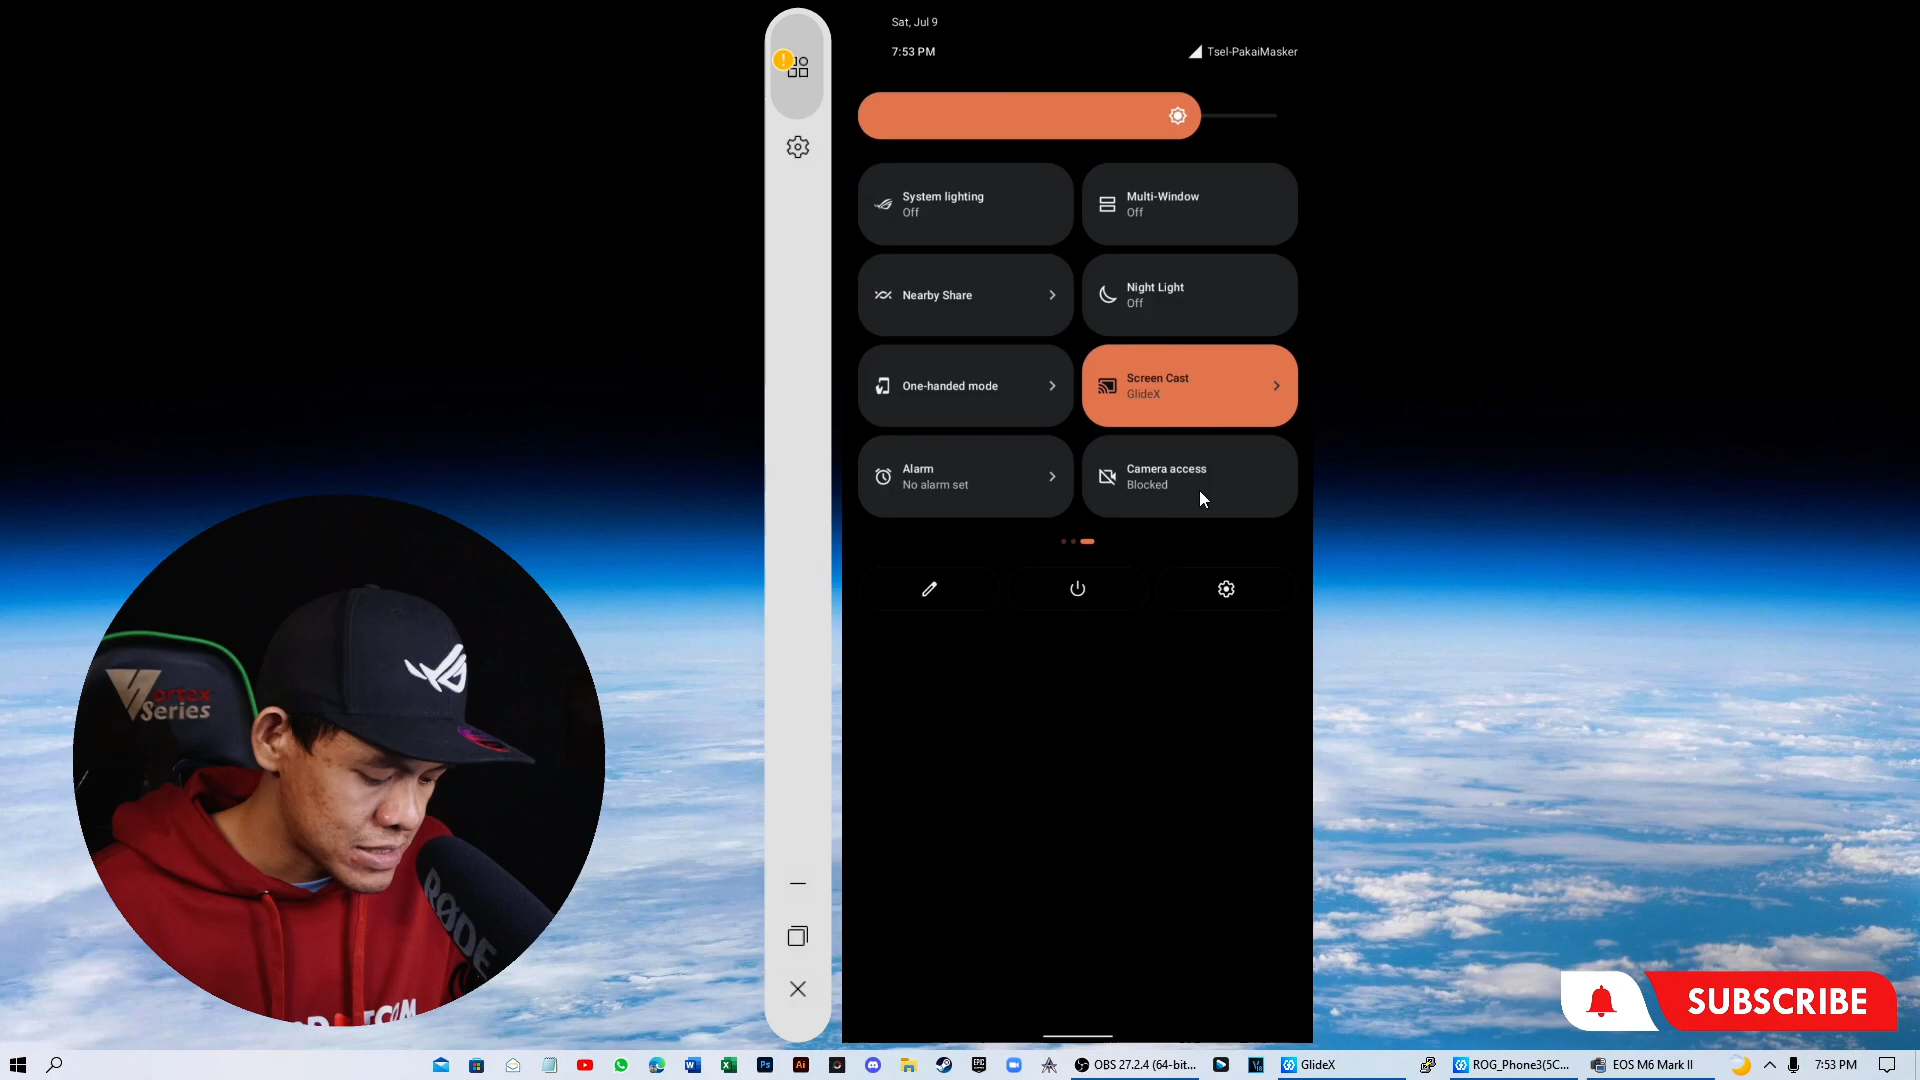 Sat, Jul 9
7:53 PM
Tsel-PakaiMasker
System lighting
Off
Multi-Window
Off
Nearby Share
Night Light
Off
One-handed mode
Screen Cast
GlideX
Alarm
No alarm set
Camera access
Blocked
Vortex
Series
RØDE
SUBSCRIBE
OBS 27.2.4 (64-bit...
GlideX
ROG_Phone3(5C...
EOS M6 Mark II
7:53 PM